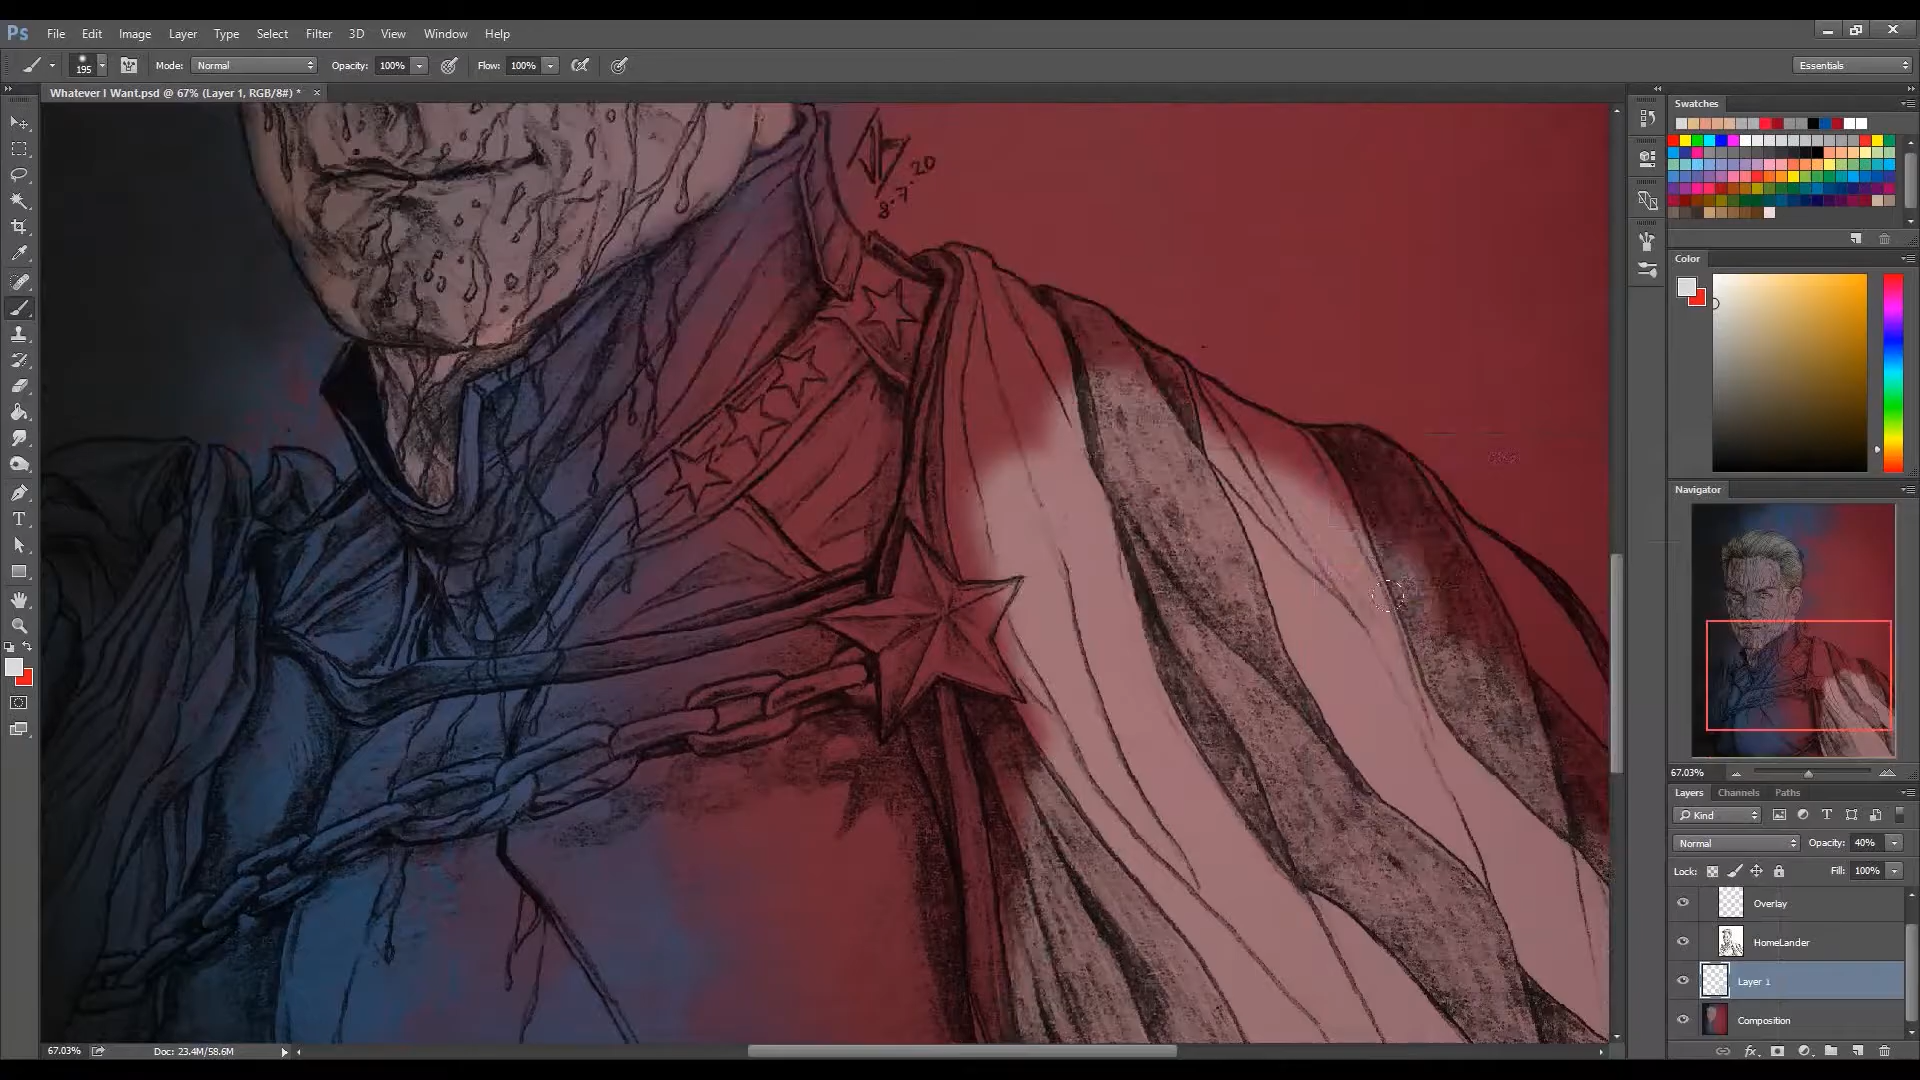 Ps File Edit Image Layer Type Select Filter 3D View Window Help
195 Mode: Normal Opacity: 100% Flow: 100% Essentials
Whatever I Want.psd @ 67% (Layer 1, RGB/8#) * ×
Swatches
8.7.20
Color
Navigator
67.03%
Layers Channels Paths
Kind
Normal Opacity: 40%
Lock: Fill: 100%
Overlay
HomeLander
Layer 1
Composition
67.03% Doc: 23.4M/58.6M